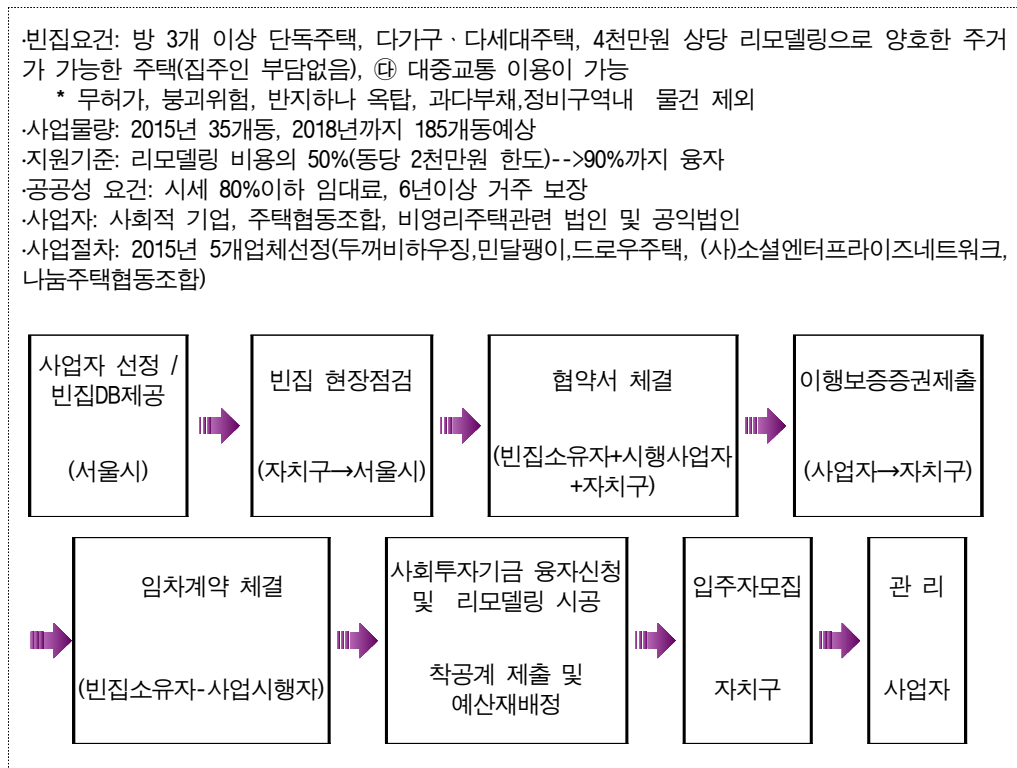 ·빈집요건: 방 3개 이상 단독주택, 다가구ㆍ다세대주택, 4천만원 상당 리모델링으로 양호한 주거
가 가능한 주택(집주인 부담없음), ㉰ 대중교통 이용이 가능
* 무허가, 붕괴위험, 반지하나 옥탑, 과다부채,정비구역내 물건 제외
·사업물량: 2015년 35개동, 2018년까지 185개동예상
·지원기준: 리모델링 비용의 50%(동당 2천만원 한도)-->90%까지 융자
·공공성 요건: 시세 80%이하 임대료, 6년이상 거주 보장
·사업자: 사회적 기업, 주택협동조합, 비영리주택관련 법인 및 공익법인
·사업절차: 2015년 5개업체선정(두꺼비하우징,민달팽이,드로우주택, (사)소셜엔터프라이즈네트워크,
나눔주택협동조합)
사업자 선정 /
빈집DB제공
(서울시)
빈집 현장점검
(자치구→서울시)
협약서 체결
(빈집소유자+시행사업자
+자치구)
이행보증증권제출
(사업자→자치구)
임차계약 체결
(빈집소유자-사업시행자)
사회투자기금 융자신청
및 리모델링 시공
착공계 제출 및
예산재배정
입주자모집
자치구
관 리
사업자